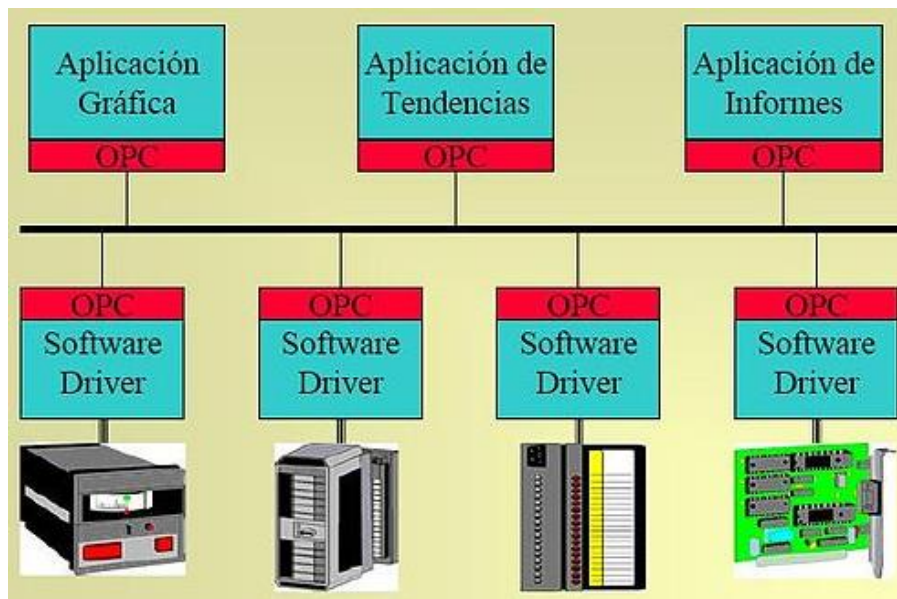 Aplicación
Gráfica
OPC
Aplicación de
Tendencias
OPC
Aplicación de
Informes
OPC
OPC
Software
Driver
OPC
Software
Driver
OPC
Software
Driver
OPC
Software
Driver